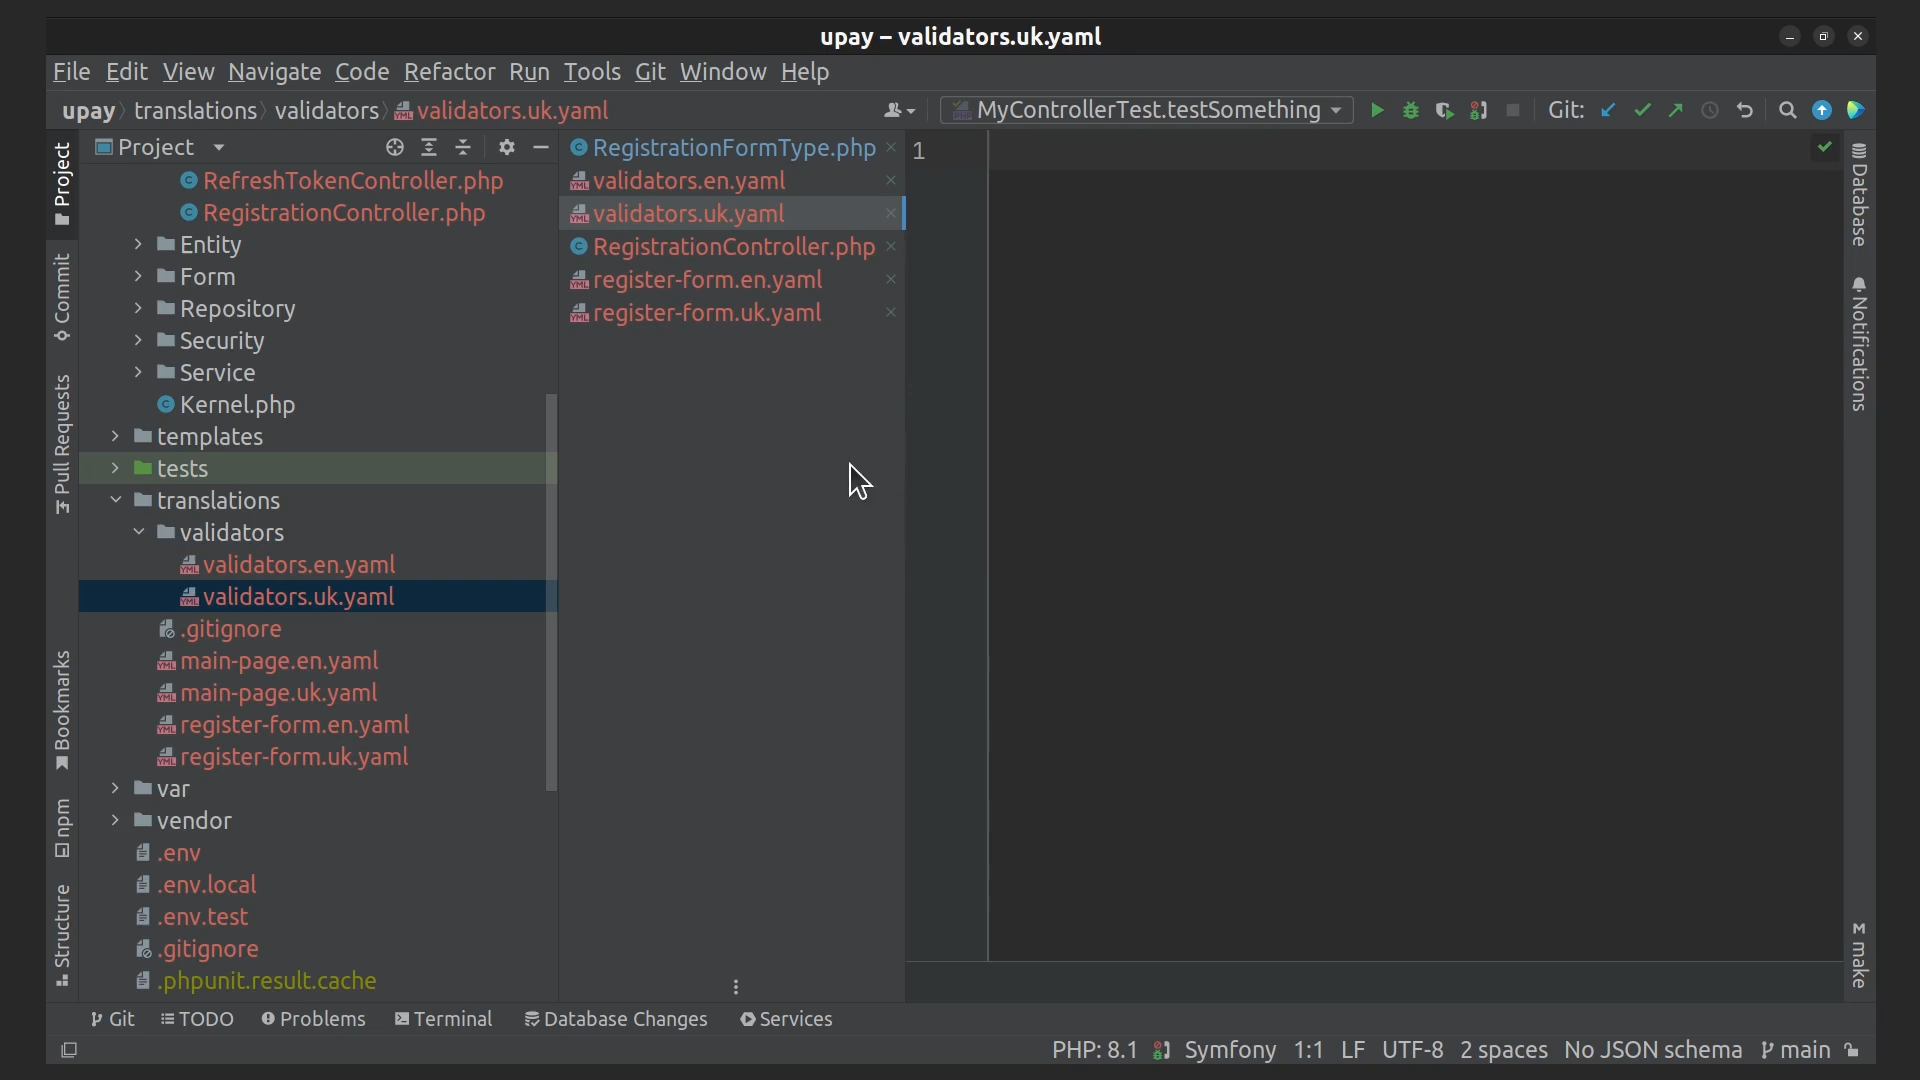 upay – validators.uk.yaml
File Edit View Navigate Code Refactor Run Tools Git Window Help
upay translations validators validators.uk.yaml MyControllerTest.testSomething Git:
Project
RefreshTokenController.php
RegistrationController.php
Entity
Form
Repository
Security
Service
Kernel.php
templates
tests
translations
validators
validators.en.yaml
validators.uk.yaml
.gitignore
main-page.en.yaml
main-page.uk.yaml
register-form.en.yaml
register-form.uk.yaml
var
vendor
.env
.env.local
.env.test
.gitignore
.phpunit.result.cache
RegistrationFormType.php
validators.en.yaml
validators.uk.yaml
RegistrationController.php
register-form.en.yaml
register-form.uk.yaml
1
Project
Commit
Pull Requests
Bookmarks
npm
Structure
Database
Notifications
make
Git TODO Problems Terminal Database Changes Services
PHP: 8.1 Symfony 1:1 LF UTF-8 2 spaces No JSON schema main